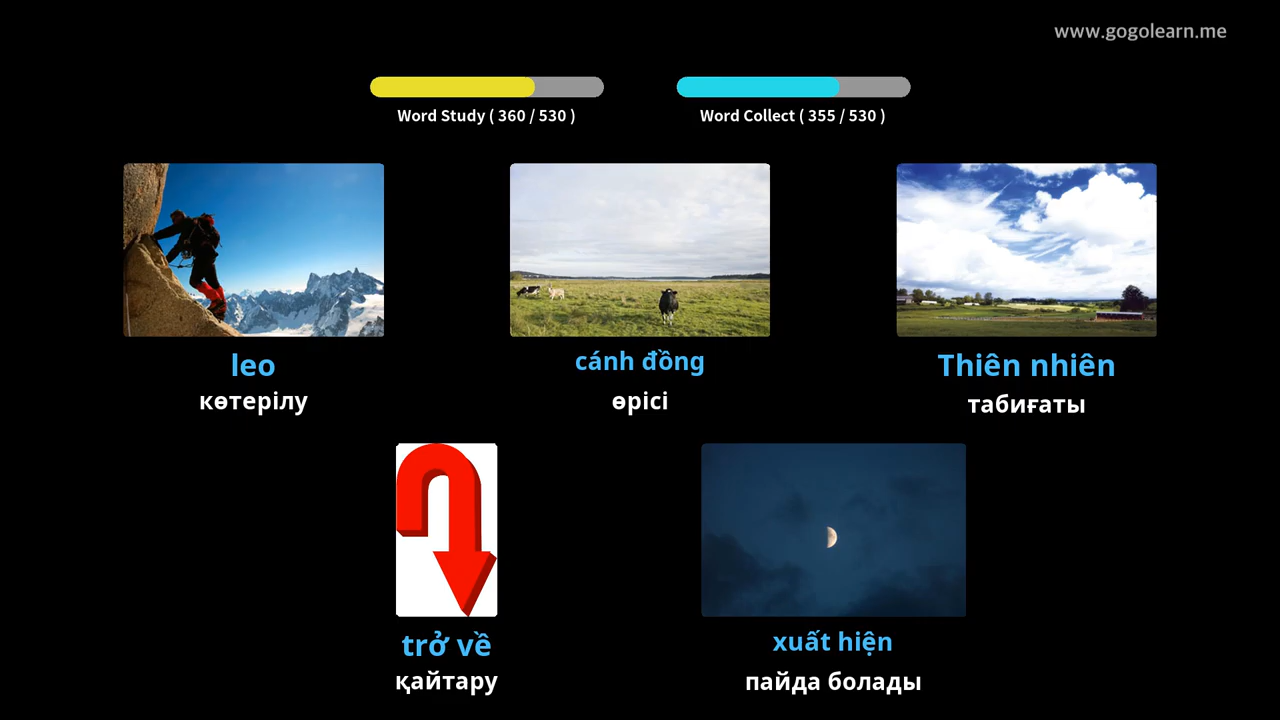 www.gogolearn.me
Word Study ( 360 / 530 )
Word Collect ( 355 / 530 )
leo
көтерілу
cánh đồng
өрісі
Thiên nhiên
табиғаты
trở về
қайтару
xuất hiện
пайда болады